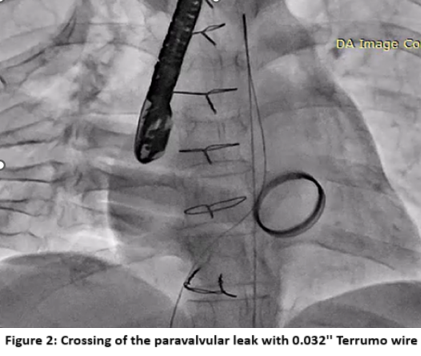 DA Image Co
Figure 2: Crossing of the paravalvular leak with 0.032'' Terrumo wire